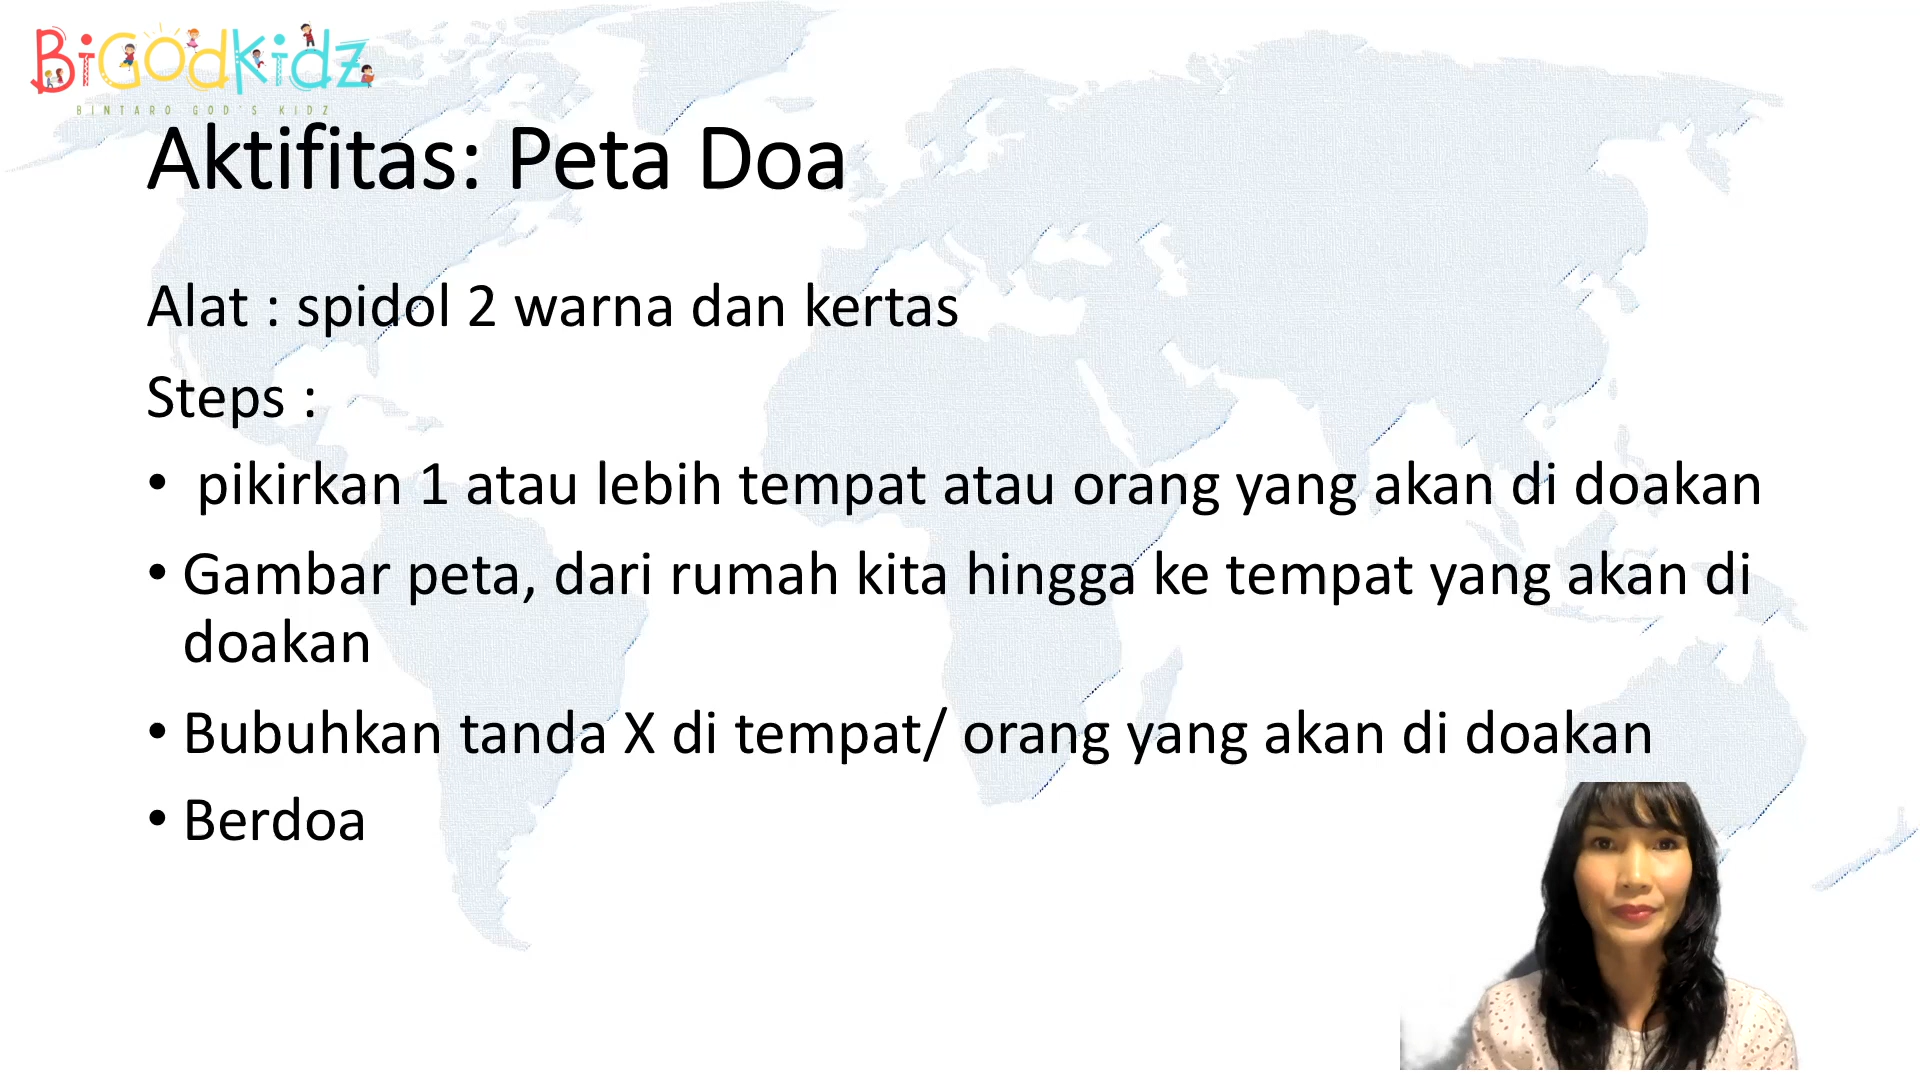 BiGodkidz
BINTARO GOD'S KIDZ
Aktifitas: Peta Doa
Alat : spidol 2 warna dan kertas
Steps :
• pikirkan 1 atau lebih tempat atau orang yang akan di doakan
• Gambar peta, dari rumah kita hingga ke tempat yang akan di
doakan
• Bubuhkan tanda X di tempat/ orang yang akan di doakan
• Berdoa